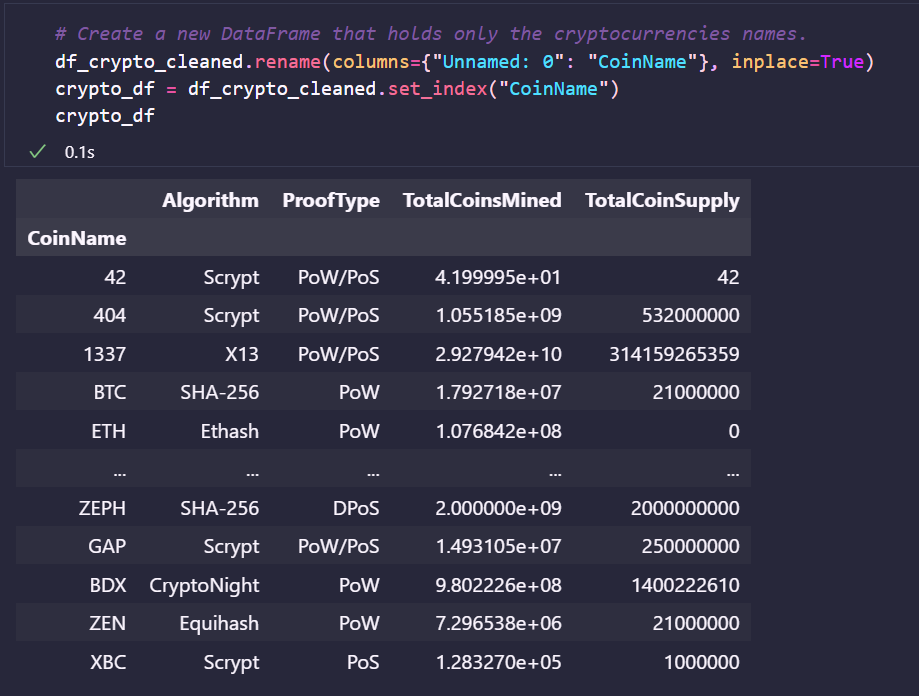 # Create a new DataFrame that holds only the cryptocurrencies names.
df_crypto_cleaned.rename(columns={"Unnamed: 0": "CoinName"}, inplace=True)
crypto_df = df_crypto_cleaned.set_index("CoinName")
crypto_df
✓ 0.1s
Algorithm ProofType TotalCoinsMined TotalCoinSupply
CoinName
42 Scrypt PoW/PoS 4.199995e+01 42
404 Scrypt PoW/PoS 1.055185e+09 532000000
1337 X13 PoW/PoS 2.927942e+10 314159265359
BTC SHA-256 PoW 1.792718e+07 21000000
ETH Ethash PoW 1.076842e+08 0
... ... ... ... ...
ZEPH SHA-256 DPoS 2.000000e+09 2000000000
GAP Scrypt PoW/PoS 1.493105e+07 250000000
BDX CryptoNight PoW 9.802226e+08 1400222610
ZEN Equihash PoW 7.296538e+06 21000000
XBC Scrypt PoS 1.283270e+05 1000000